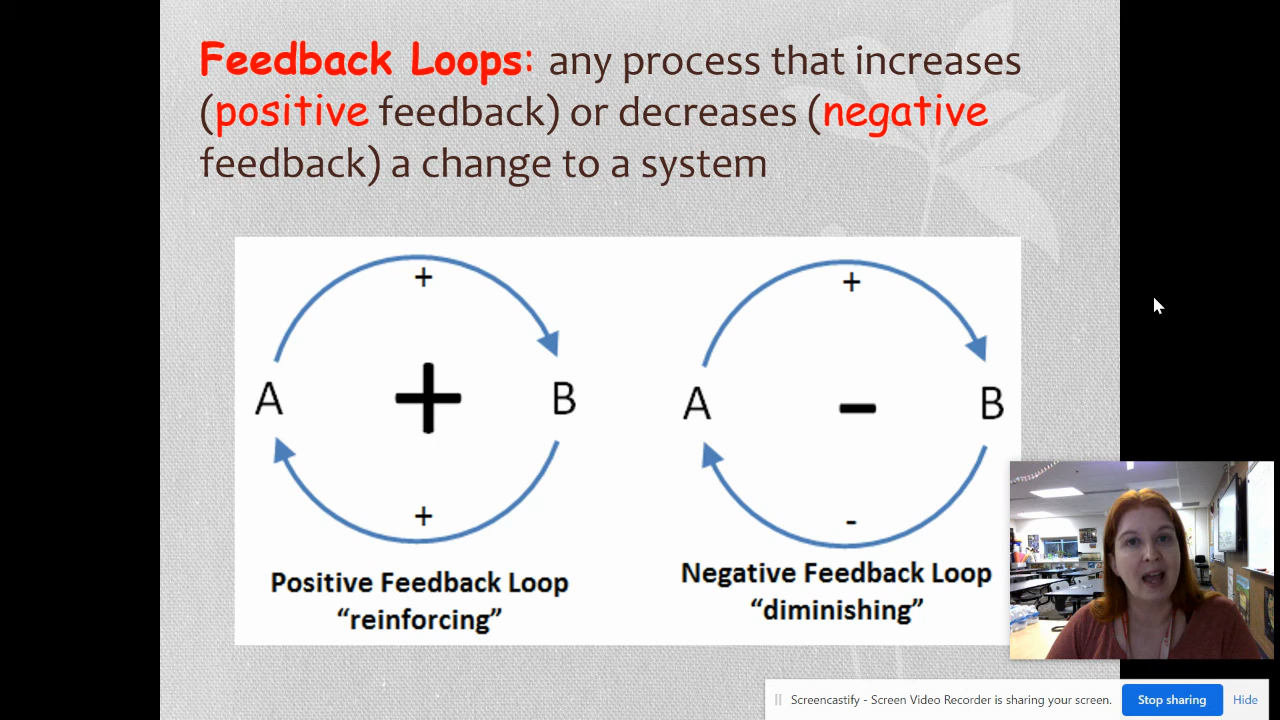 Feedback Loops: any process that increases
(positive feedback) or decreases (negative
feedback) a change to a system
+
+
A
+
B
A
-
B
+
-
Positive Feedback Loop
"reinforcing"
Negative Feedback Loop
"diminishing"
Screencastify - Screen Video Recorder is sharing your screen.
Stop sharing
Hide